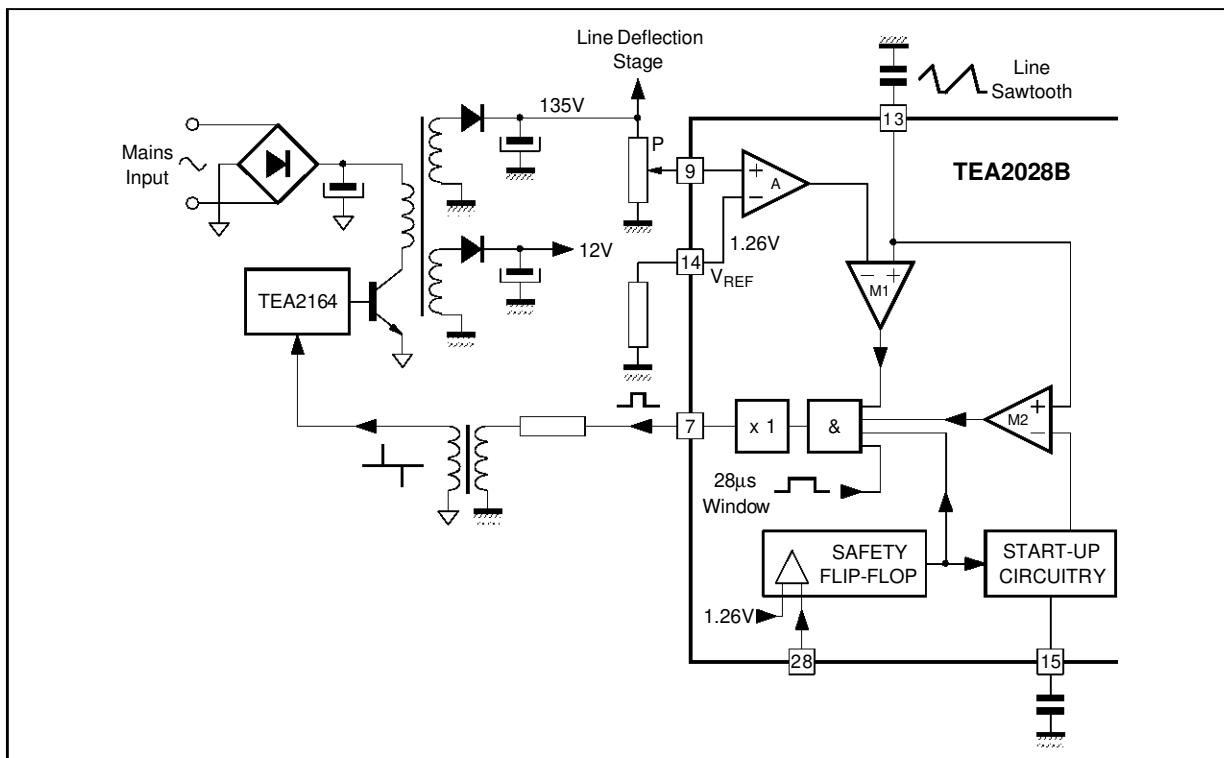 Line Deflection
Stage
Line
Sawtooth
135V
13
Mains
Input
P
9
+
−
A
TEA2028B
1.26V
12V
14
VREF
− +
M1
TEA2164
+
−
M2
7
x 1
&
28μs
Window
SAFETY
FLIP-FLOP
START-UP
CIRCUITRY
1.26V
28
15